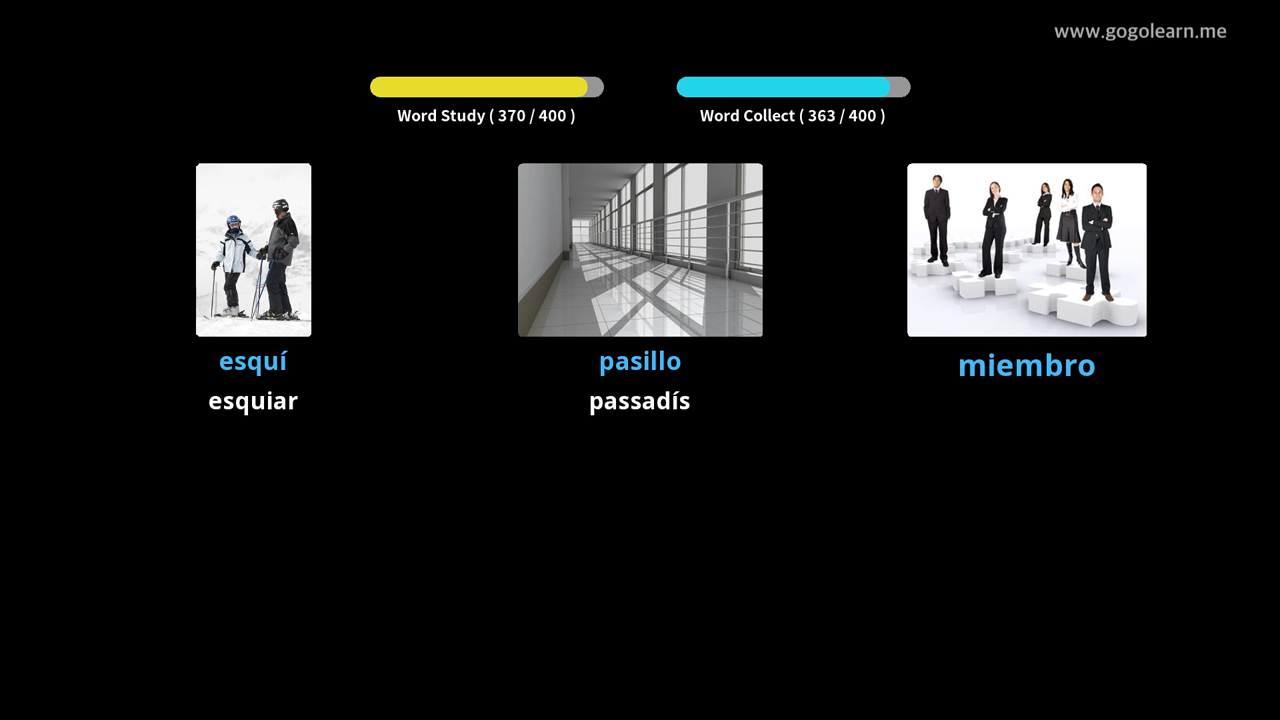 www.gogolearn.me
Word Study ( 370 / 400 )
Word Collect ( 363 / 400 )
esquí
pasillo
miembro
esquiar
passadís